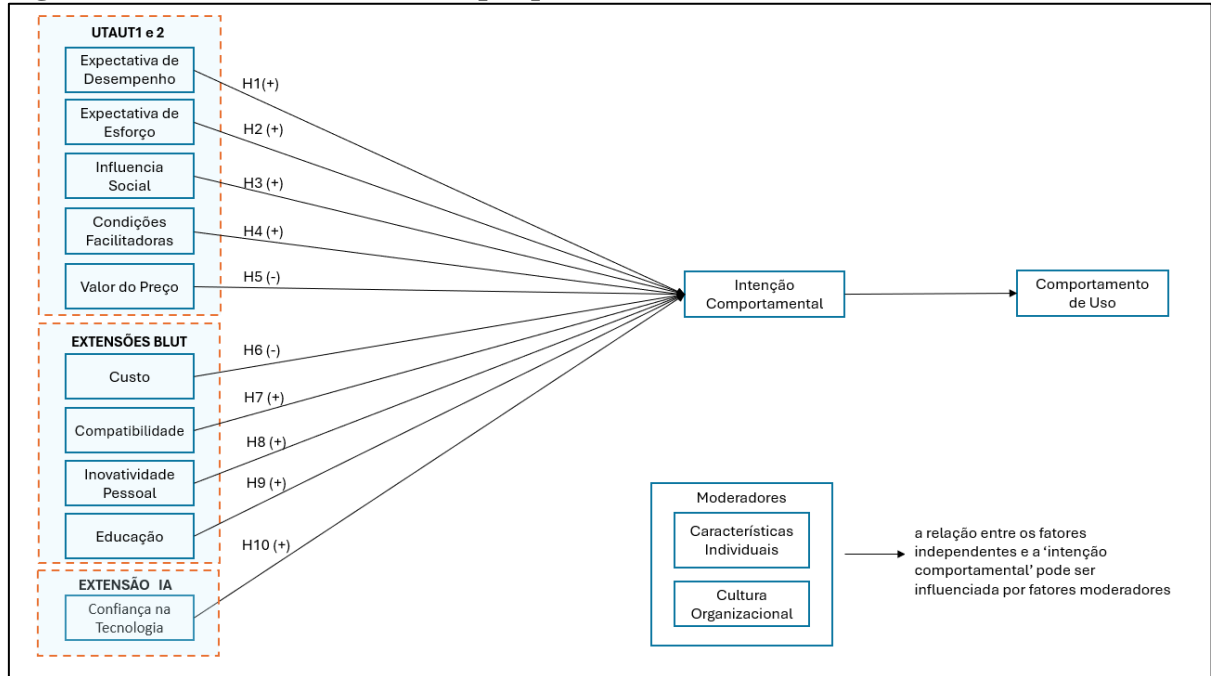 UTAUT1 e 2
Expectativa de
Desempenho
Expectativa de
Esforço
Influencia
Social
Condições
Facilitadoras
Valor do Preço
H1(+)
H2 (+)
H3 (+)
H4 (+)
H5 (-)
EXTENSÕES BLUT
Custo
Compatibilidade
Inovatividade
Pessoal
Educação
H6 (-)
H7 (+)
H8 (+)
H9 (+)
H10 (+)
EXTENSÃO IA
Confiança na
Tecnologia
Intenção
Comportamental
Comportamento
de Uso
Moderadores
Características
Individuais
Cultura
Organizacional
a relação entre os fatores
independentes e a ‘intenção
comportamental’ pode ser
influenciada por fatores moderadores